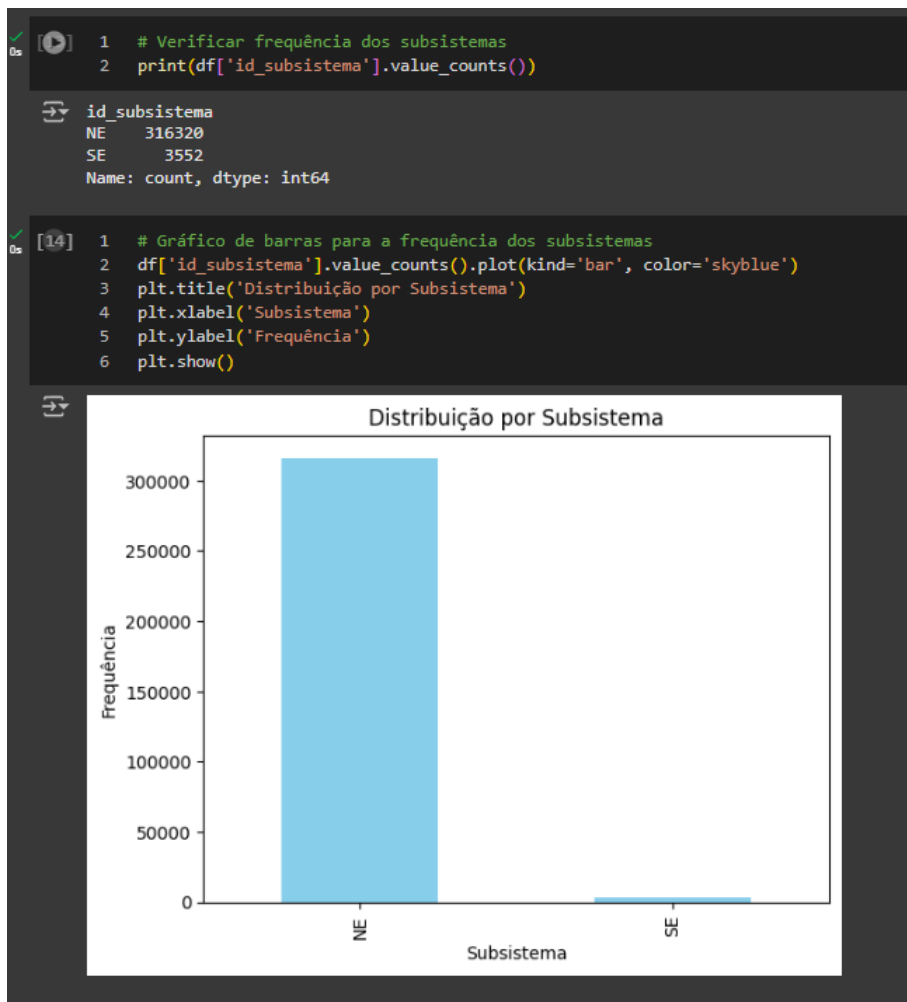 0s [ ] 1 # Verificar frequência dos subsistemas
2 print(df['id_subsistema'].value_counts())
id_subsistema
NE 316320
SE 3552
Name: count, dtype: int64
0s [14] 1 # Gráfico de barras para a frequência dos subsistemas
2 df['id_subsistema'].value_counts().plot(kind='bar', color='skyblue')
3 plt.title('Distribuição por Subsistema')
4 plt.xlabel('Subsistema')
5 plt.ylabel('Frequência')
6 plt.show()
Distribuição por Subsistema
300000
250000
200000
150000
100000
50000
0
Frequência
NE SE
Subsistema